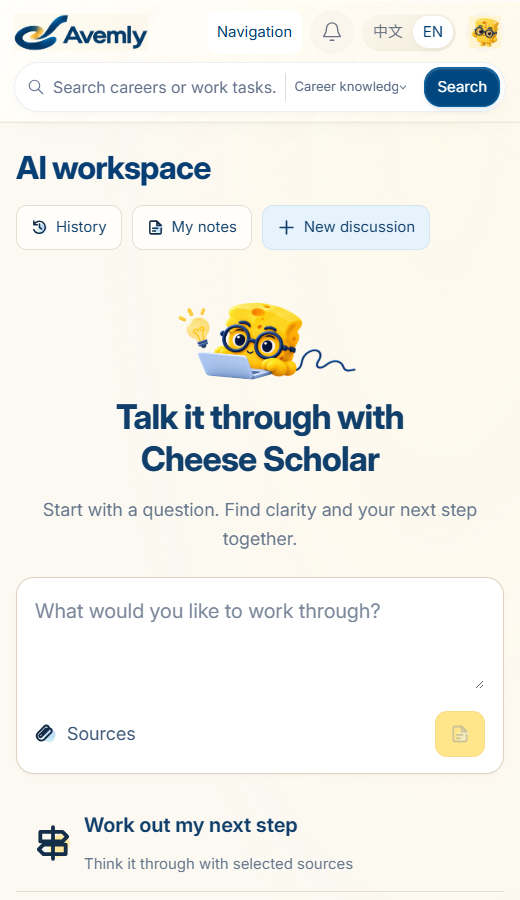 Avemly
Navigation
中文
EN
Search careers or work tasks.
Career knowledg
Search
AI workspace
History
My notes
New discussion
Talk it through with
Cheese Scholar
Start with a question. Find clarity and your next step
together.
What would you like to work through?
Sources
Work out my next step
Think it through with selected sources